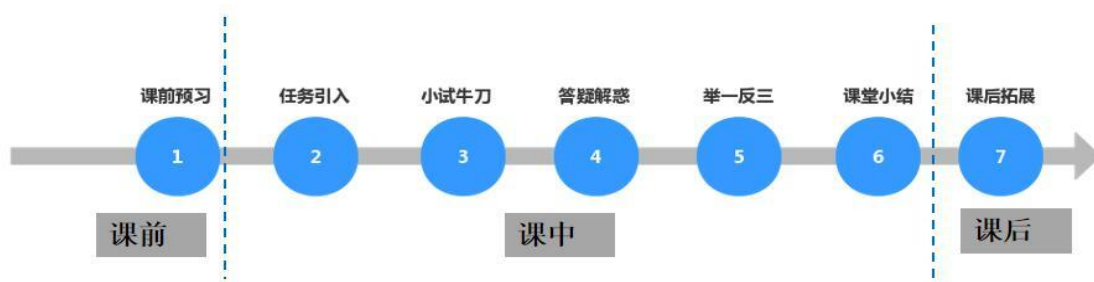 课前预习 任务引入 小试牛刀 答疑解惑 举一反三 课堂小结 课后拓展
1 2 3 4 5 6 7
课前 课中 课后